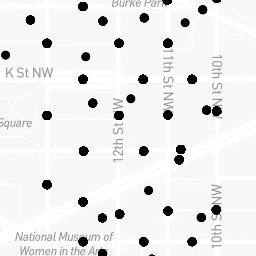 Burke Park
K St NW
11th St NW
10th St NW
Square
12th St NW
10th St NW
National Museum of
Women in the Arts